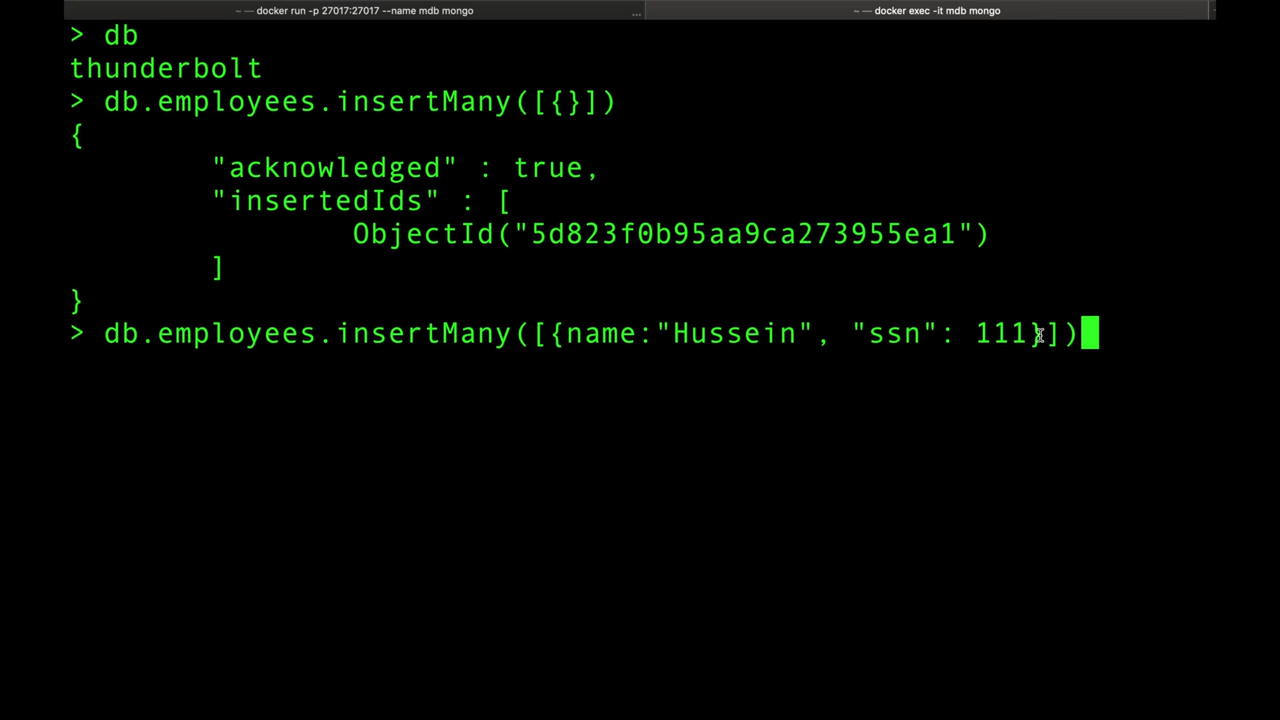 ~ — docker run -p 27017:27017 --name mdb mongo ... ~ — docker exec -it mdb mongo
> db
thunderbolt
> db.employees.insertMany([{}])
{
"acknowledged" : true,
"insertedIds" : [
ObjectId("5d823f0b95aa9ca273955ea1")
]
}
> db.employees.insertMany([{name:"Hussein", "ssn": 111}])